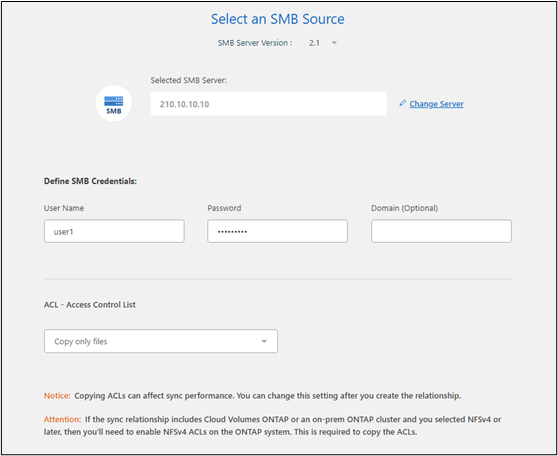 Select an SMB Source
SMB Server Version : 2.1
Selected SMB Server:
SMB
210.10.10.10
Change Server
Define SMB Credentials:
User Name Password Domain (Optional)
user1 •••••••••
ACL - Access Control List
Copy only files
Notice: Copying ACLs can affect sync performance. You can change this setting after you create the relationship.
Attention: If the sync relationship includes Cloud Volumes ONTAP or an on-prem ONTAP cluster and you selected NFSv4 or
later, then you'll need to enable NFSv4 ACLs on the ONTAP system. This is required to copy the ACLs.